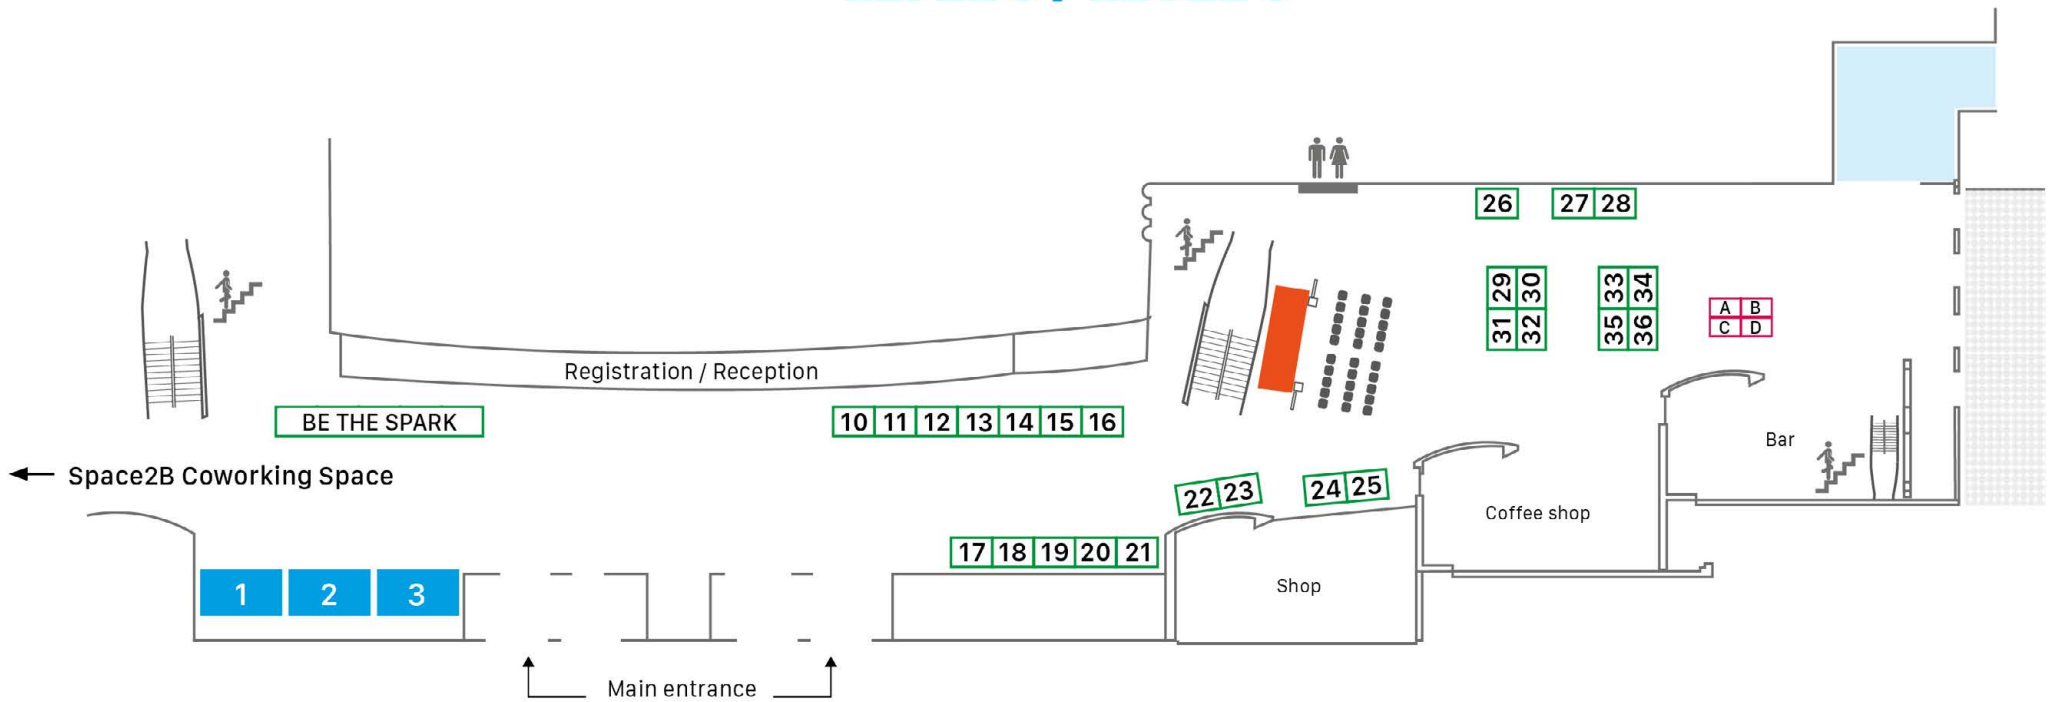 26 27 28
29 30 33 34
A B
31 32 35 36
C D
Registration / Reception
BE THE SPARK
10 11 12 13 14 15 16
Bar
Space2B Coworking Space
22 23 24 25
Coffee shop
17 18 19 20 21
1 2 3
Shop
Main entrance